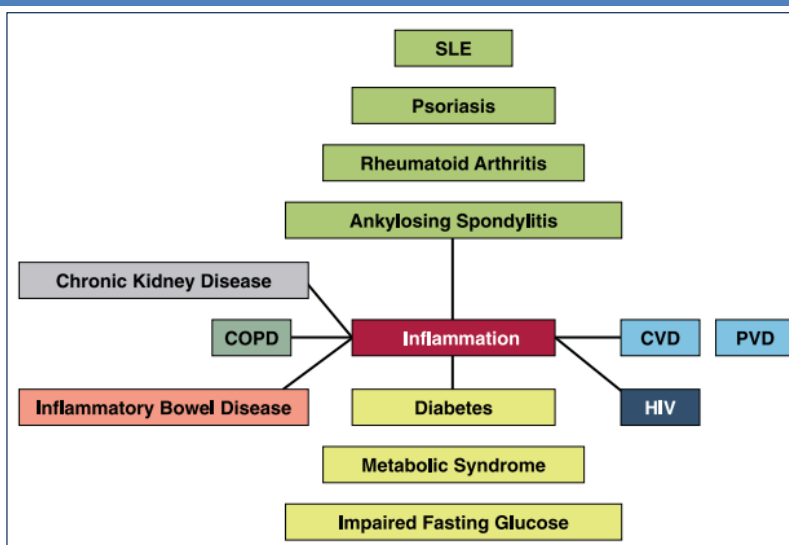 SLE
Psoriasis
Rheumatoid Arthritis
Ankylosing Spondylitis
Chronic Kidney Disease
COPD
Inflammation
CVD
PVD
Inflammatory Bowel Disease
Diabetes
HIV
Metabolic Syndrome
Impaired Fasting Glucose